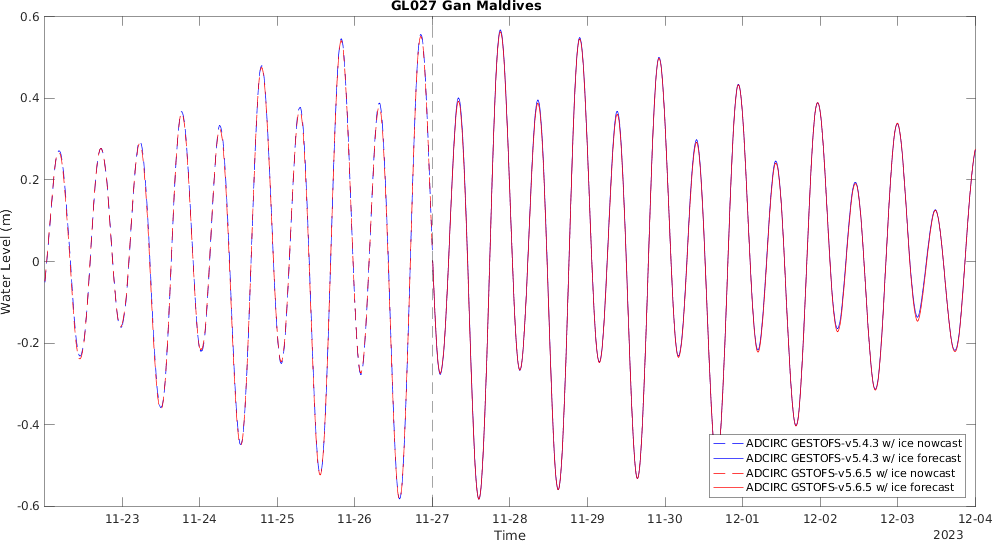 GL027 Gan Maldives
0.6
0.4
0.2
0
-0.2
-0.4
-0.6
Water Level (m)
11-23 11-24 11-25 11-26 11-27 11-28 11-29 11-30 12-01 12-02 12-03 12-04
Time
2023
ADCIRC GESTOFS-v5.4.3 w/ ice nowcast
ADCIRC GESTOFS-v5.4.3 w/ ice forecast
ADCIRC GSTOFS-v5.6.5 w/ ice nowcast
ADCIRC GSTOFS-v5.6.5 w/ ice forecast